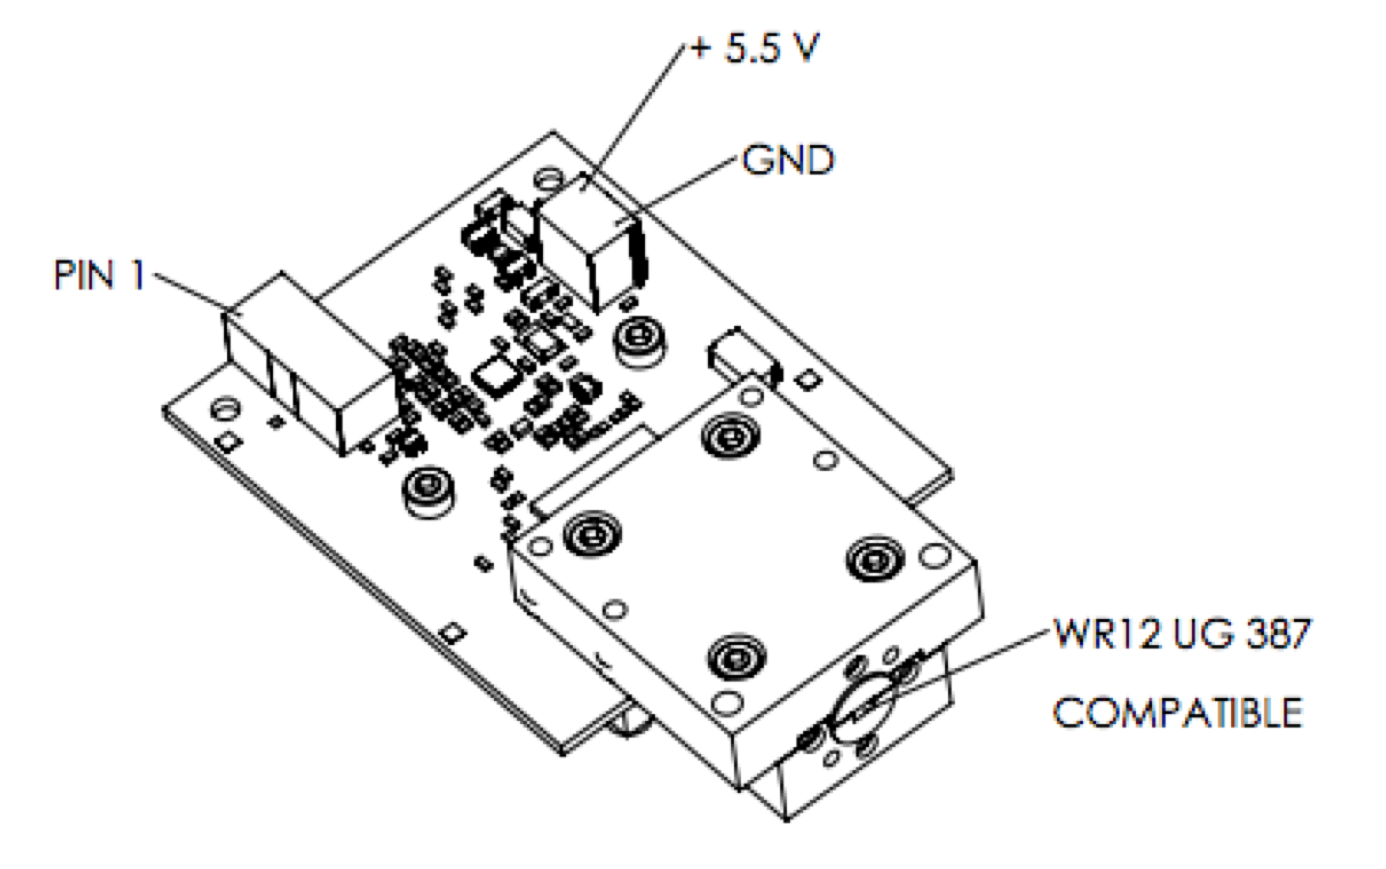 + 5.5 V
GND
PIN 1
WR12 UG 387
COMPATIBLE